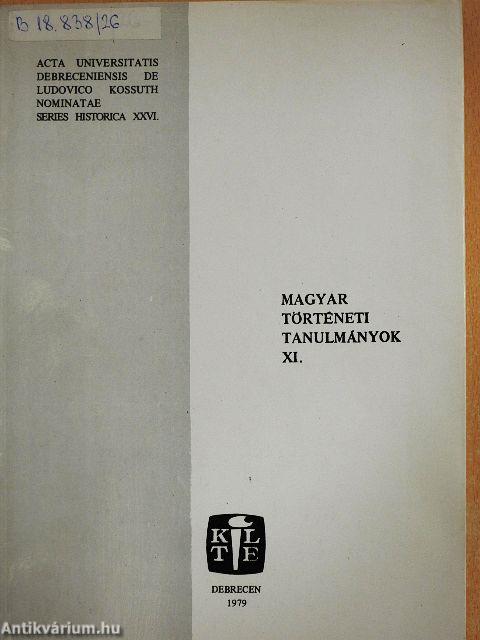 B 18.838/26
ACTA UNIVERSITATIS
DEBRECENIENSIS DE
LUDOVICO KOSSUTH
NOMINATAE
SERIES HISTORICA XXVI.
MAGYAR
TÖRTÉNETI
TANULMÁNYOK
XI.
K L
T E
DEBRECEN
1979
Antikvárium.hu